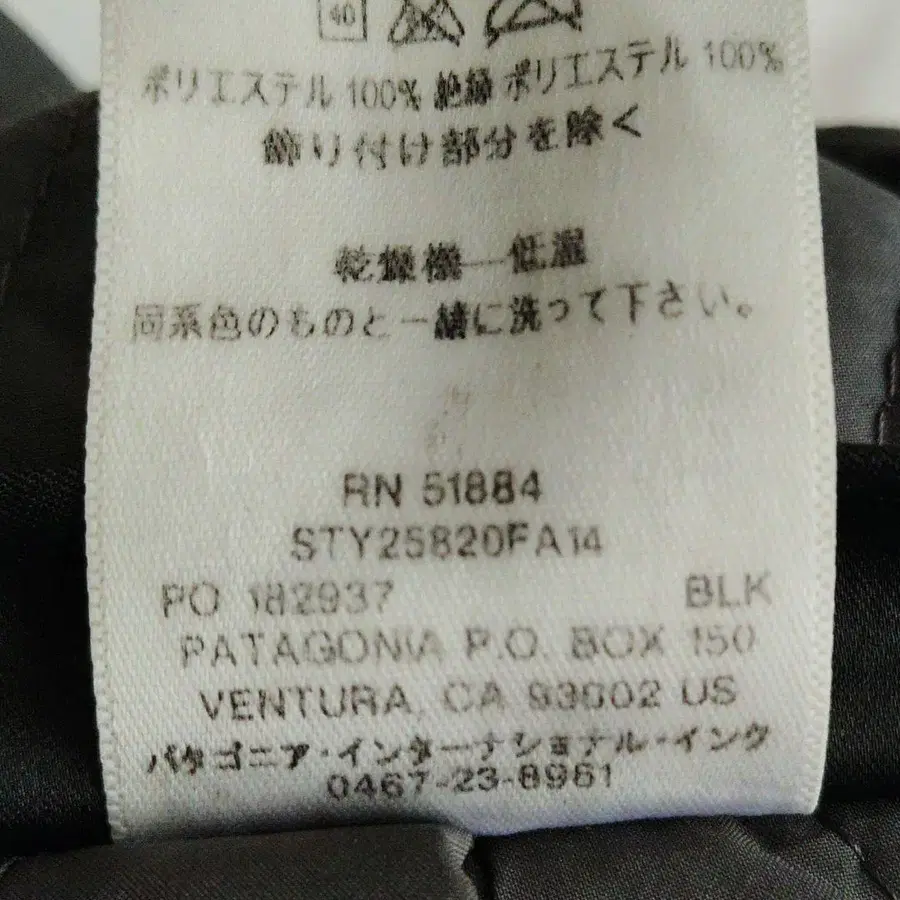 40
ポリエステル 100% 絶縁 ポリエステル 100%
飾り付け部分を除く
乾燥機—低温
同系色のものと一緒に洗って下さい。
RN 51884
STY25820FA14
PO 182937 BLK
PATAGONIA P.O. BOX 150
VENTURA, CA 93002 US
パタゴニア・インターナショナル・インク
0467-23-8961